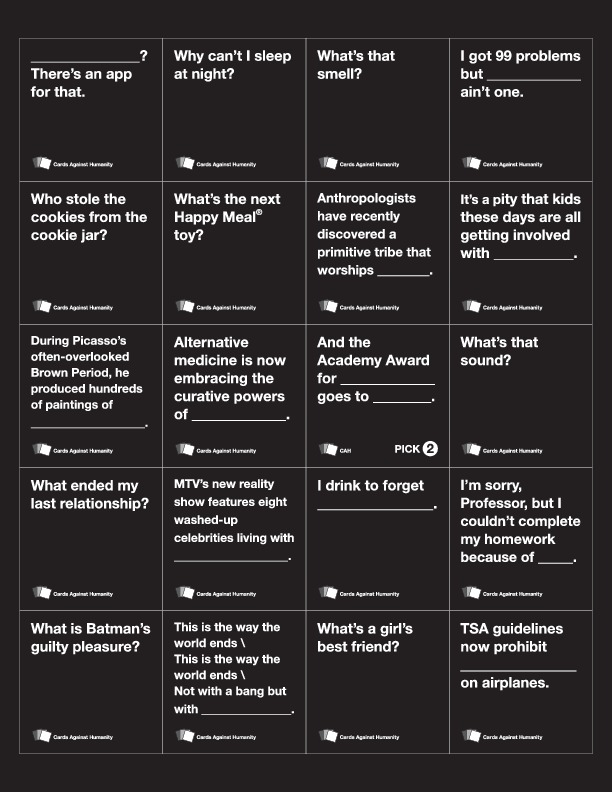 ______________?
There's an app
for that.
Cards Against Humanity
Why can't I sleep
at night?
Cards Against Humanity
What's that
smell?
Cards Against Humanity
I got 99 problems
but ____________
ain't one.
Cards Against Humanity
Who stole the
cookies from the
cookie jar?
Cards Against Humanity
What's the next
Happy Meal®
toy?
Cards Against Humanity
Anthropologists
have recently
discovered a
primitive tribe that
worships ________.
Cards Against Humanity
It's a pity that kids
these days are all
getting involved
with __________.
Cards Against Humanity
During Picasso's
often-overlooked
Brown Period, he
produced hundreds
of paintings of
_________________.
Cards Against Humanity
Alternative
medicine is now
embracing the
curative powers
of ____________.
Cards Against Humanity
And the
Academy Award
for ____________
goes to _______.
CAH
PICK 2
What's that
sound?
Cards Against Humanity
What ended my
last relationship?
Cards Against Humanity
MTV's new reality
show features eight
washed-up
celebrities living with
_________________.
Cards Against Humanity
I drink to forget
_______________.
Cards Against Humanity
I'm sorry,
Professor, but I
couldn't complete
my homework
because of _____.
Cards Against Humanity
What is Batman's
guilty pleasure?
Cards Against Humanity
This is the way the
world ends \
This is the way the
world ends \
Not with a bang but
with _____________.
Cards Against Humanity
What's a girl's
best friend?
Cards Against Humanity
TSA guidelines
now prohibit
_______________
on airplanes.
Cards Against Humanity